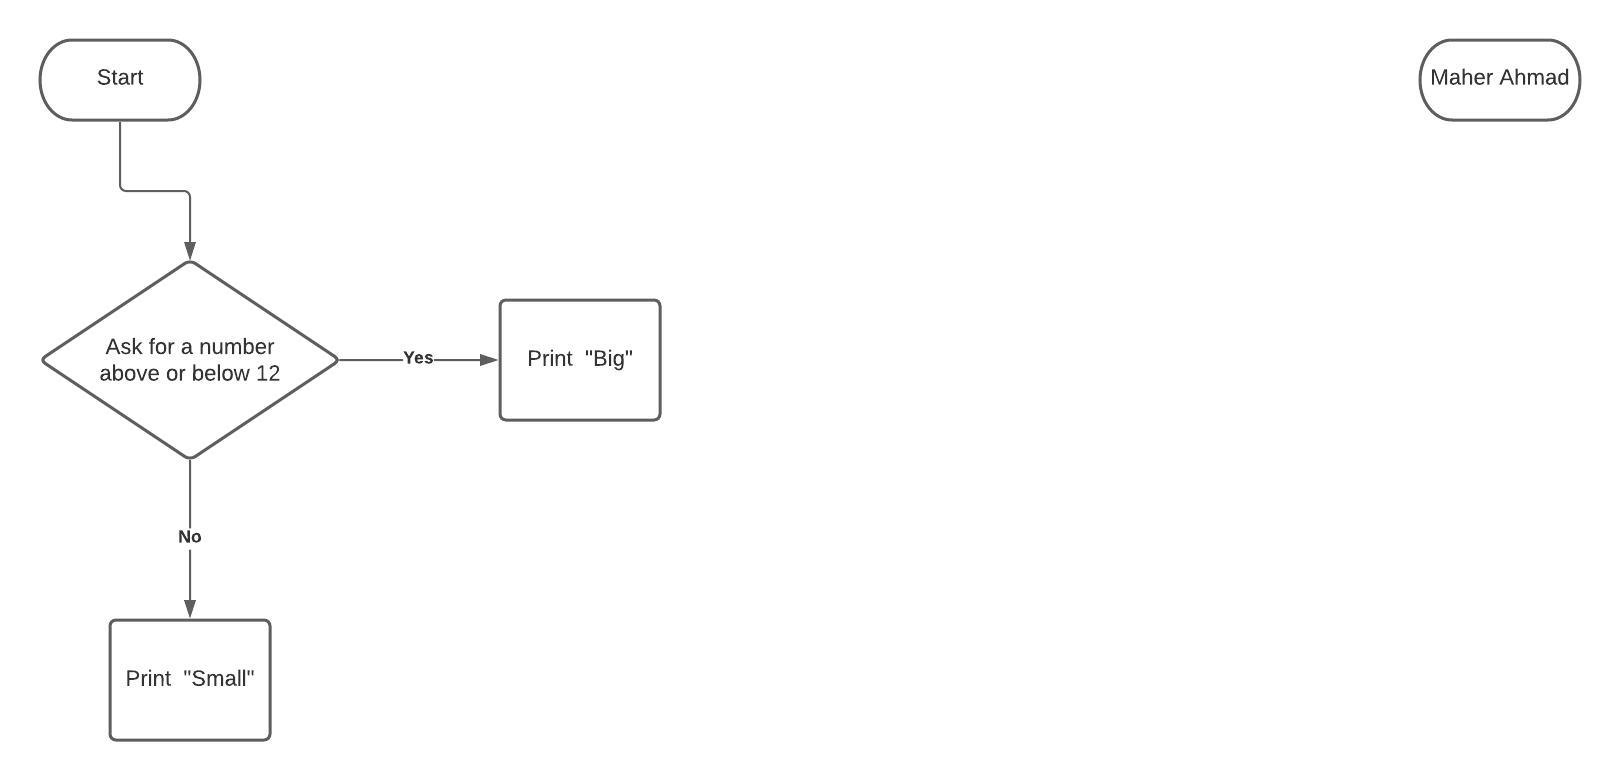 Start
Maher Ahmad
Ask for a number
above or below 12
Yes
Print  "Big"
No
Print  "Small"